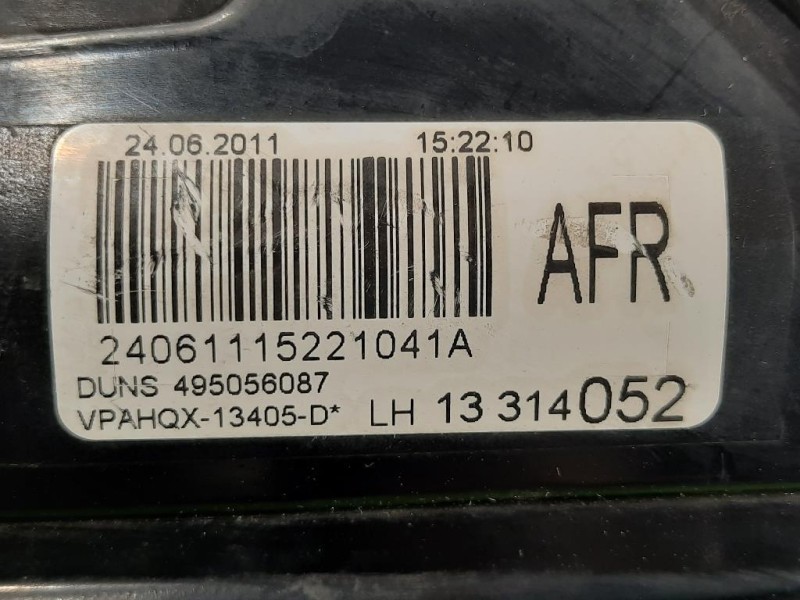 24.06.2011 15:22:10
AFR
24061115221041A
DUNS 495056087
VPAHQX-13405-D* LH 13 314052